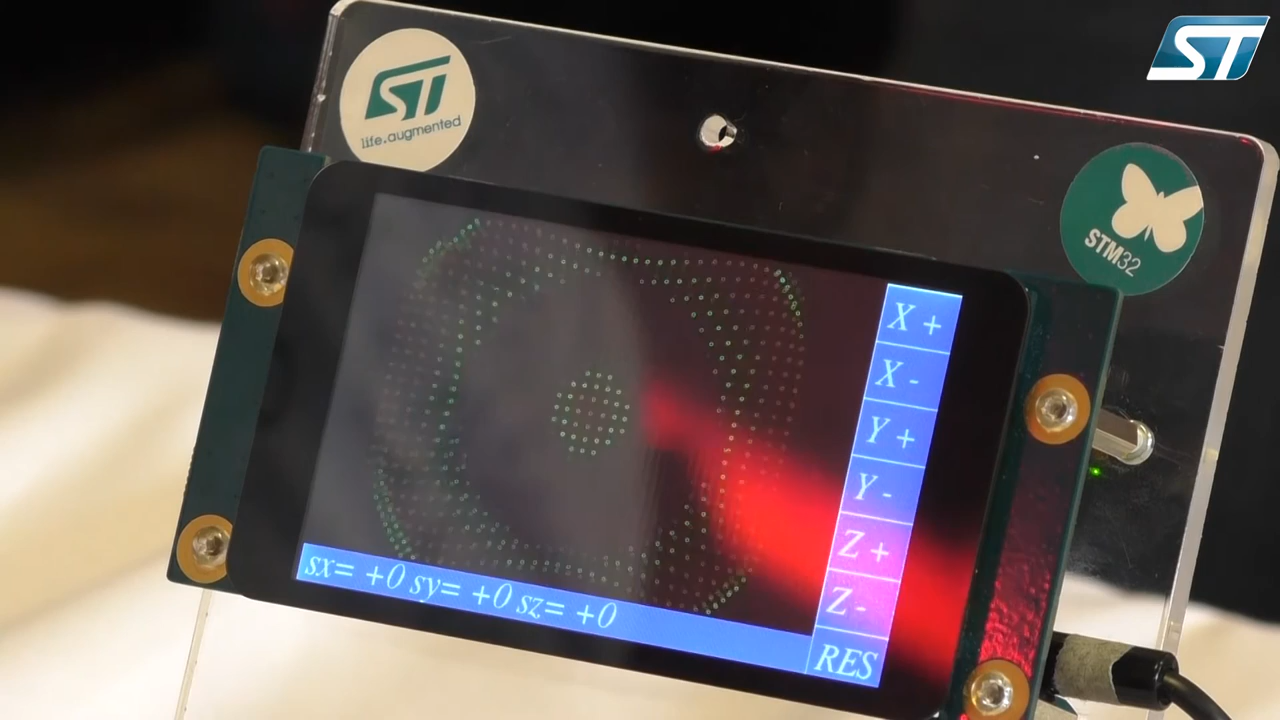 ST
ST
life.augmented
STM32
X +
X -
Y +
Y -
Z +
Z -
RES
sx= +0 sy= +0 sz= +0